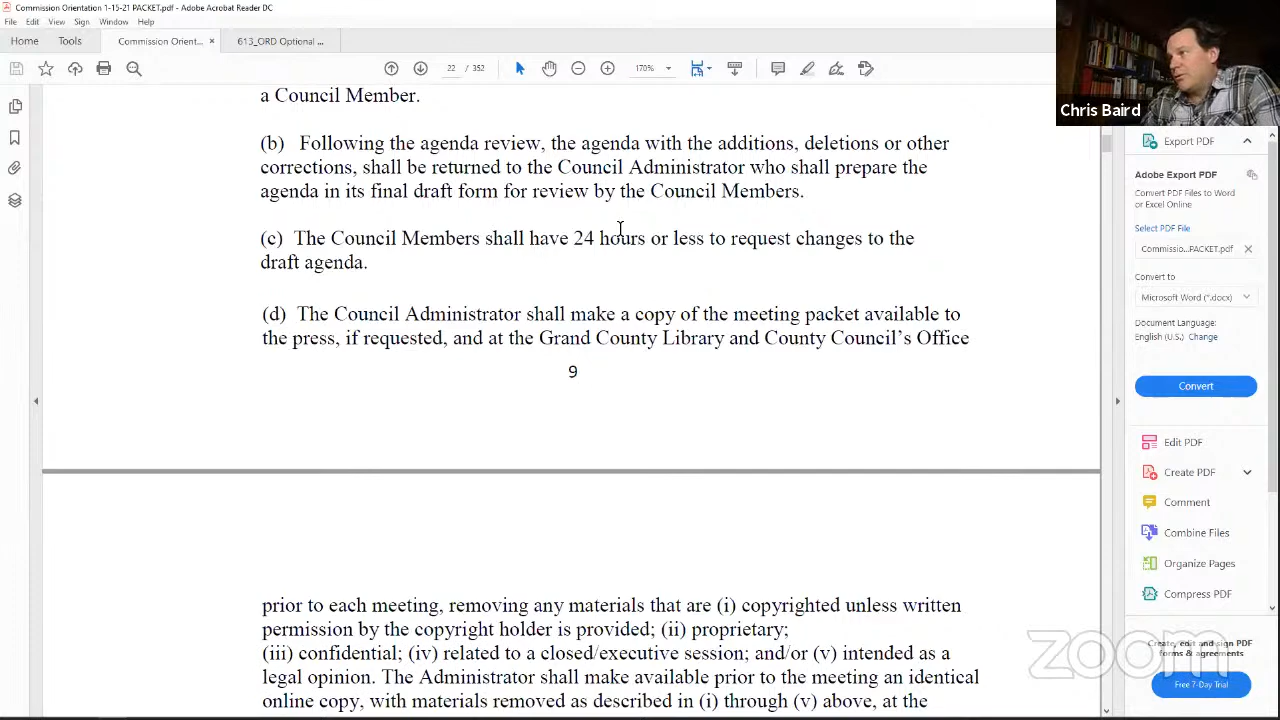 Commission Orientation 1-15-21 PACKET.pdf - Adobe Acrobat Reader DC
File Edit View Sign Window Help
Home Tools Commission Orient... × 613_ORD Optional ...
22 / 352 170%
Chris Baird
a Council Member.
(b) Following the agenda review, the agenda with the additions, deletions or other
corrections, shall be returned to the Council Administrator who shall prepare the
agenda in its final draft form for review by the Council Members.
(c) The Council Members shall have 24 hours or less to request changes to the
draft agenda.
(d) The Council Administrator shall make a copy of the meeting packet available to
the press, if requested, and at the Grand County Library and County Council's Office
9
prior to each meeting, removing any materials that are (i) copyrighted unless written
permission by the copyright holder is provided; (ii) proprietary;
(iii) confidential; (iv) related to a closed/executive session; and/or (v) intended as a
legal opinion. The Administrator shall make available prior to the meeting an identical
online copy, with materials removed as described in (i) through (v) above, at the
Export PDF
Adobe Export PDF
Convert PDF Files to Word
or Excel Online
Select PDF File
Commissio...PACKET.pdf ×
Convert to
Microsoft Word (*.docx)
Document Language:
English (U.S.) Change
Convert
Edit PDF
Create PDF
Comment
Combine Files
Organize Pages
Compress PDF
Create, edit and sign PDF
forms & agreements
Free 7-Day Trial
zoom